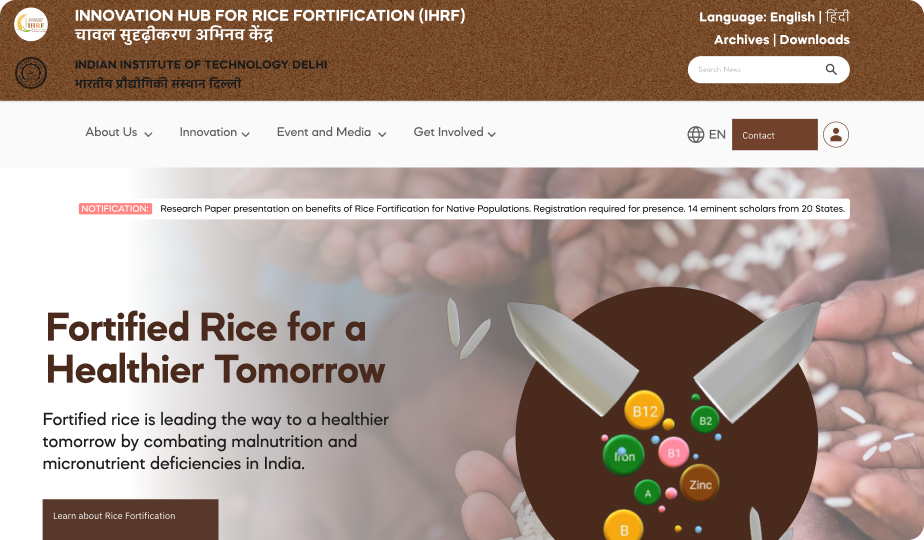 IHRF
INNOVATION HUB FOR RICE FORTIFICATION (IHRF)
चावल सुदृढ़ीकरण अभिनव केंद्र
INDIAN INSTITUTE OF TECHNOLOGY DELHI
भारतीय प्रौद्योगिकी संस्थान दिल्ली
Language: English | हिंदी
Archives | Downloads
Search News
About Us
Innovation
Event and Media
Get Involved
EN
Contact
NOTIFICATION: Research Paper presentation on benefits of Rice Fortification for Native Populations. Registration required for presence. 14 eminent scholars from 20 States.
Fortified Rice for a
Healthier Tomorrow
Fortified rice is leading the way to a healthier
tomorrow by combating malnutrition and
micronutrient deficiencies in India.
Learn about Rice Fortification
B12
B2
Iron
B1
Zinc
A
B